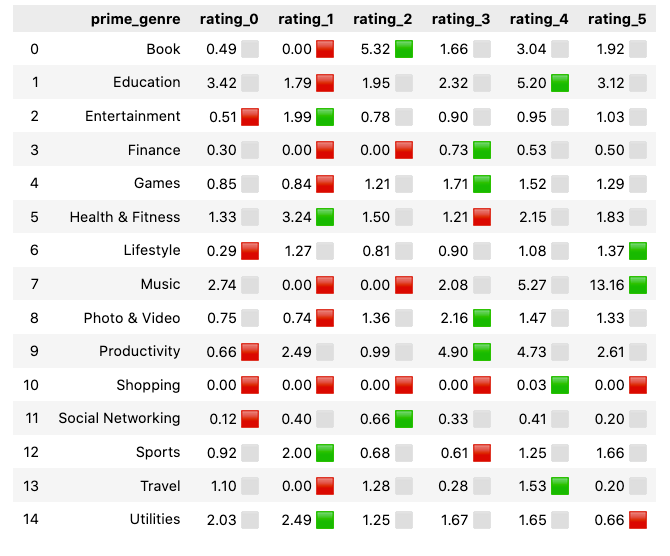 prime_genre rating_0 rating_1 rating_2 rating_3 rating_4 rating_5
0 Book 0.49 0.00 5.32 1.66 3.04 1.92
1 Education 3.42 1.79 1.95 2.32 5.20 3.12
2 Entertainment 0.51 1.99 0.78 0.90 0.95 1.03
3 Finance 0.30 0.00 0.00 0.73 0.53 0.50
4 Games 0.85 0.84 1.21 1.71 1.52 1.29
5 Health & Fitness 1.33 3.24 1.50 1.21 2.15 1.83
6 Lifestyle 0.29 1.27 0.81 0.90 1.08 1.37
7 Music 2.74 0.00 0.00 2.08 5.27 13.16
8 Photo & Video 0.75 0.74 1.36 2.16 1.47 1.33
9 Productivity 0.66 2.49 0.99 4.90 4.73 2.61
10 Shopping 0.00 0.00 0.00 0.00 0.03 0.00
11 Social Networking 0.12 0.40 0.66 0.33 0.41 0.20
12 Sports 0.92 2.00 0.68 0.61 1.25 1.66
13 Travel 1.10 0.00 1.28 0.28 1.53 0.20
14 Utilities 2.03 2.49 1.25 1.67 1.65 0.66